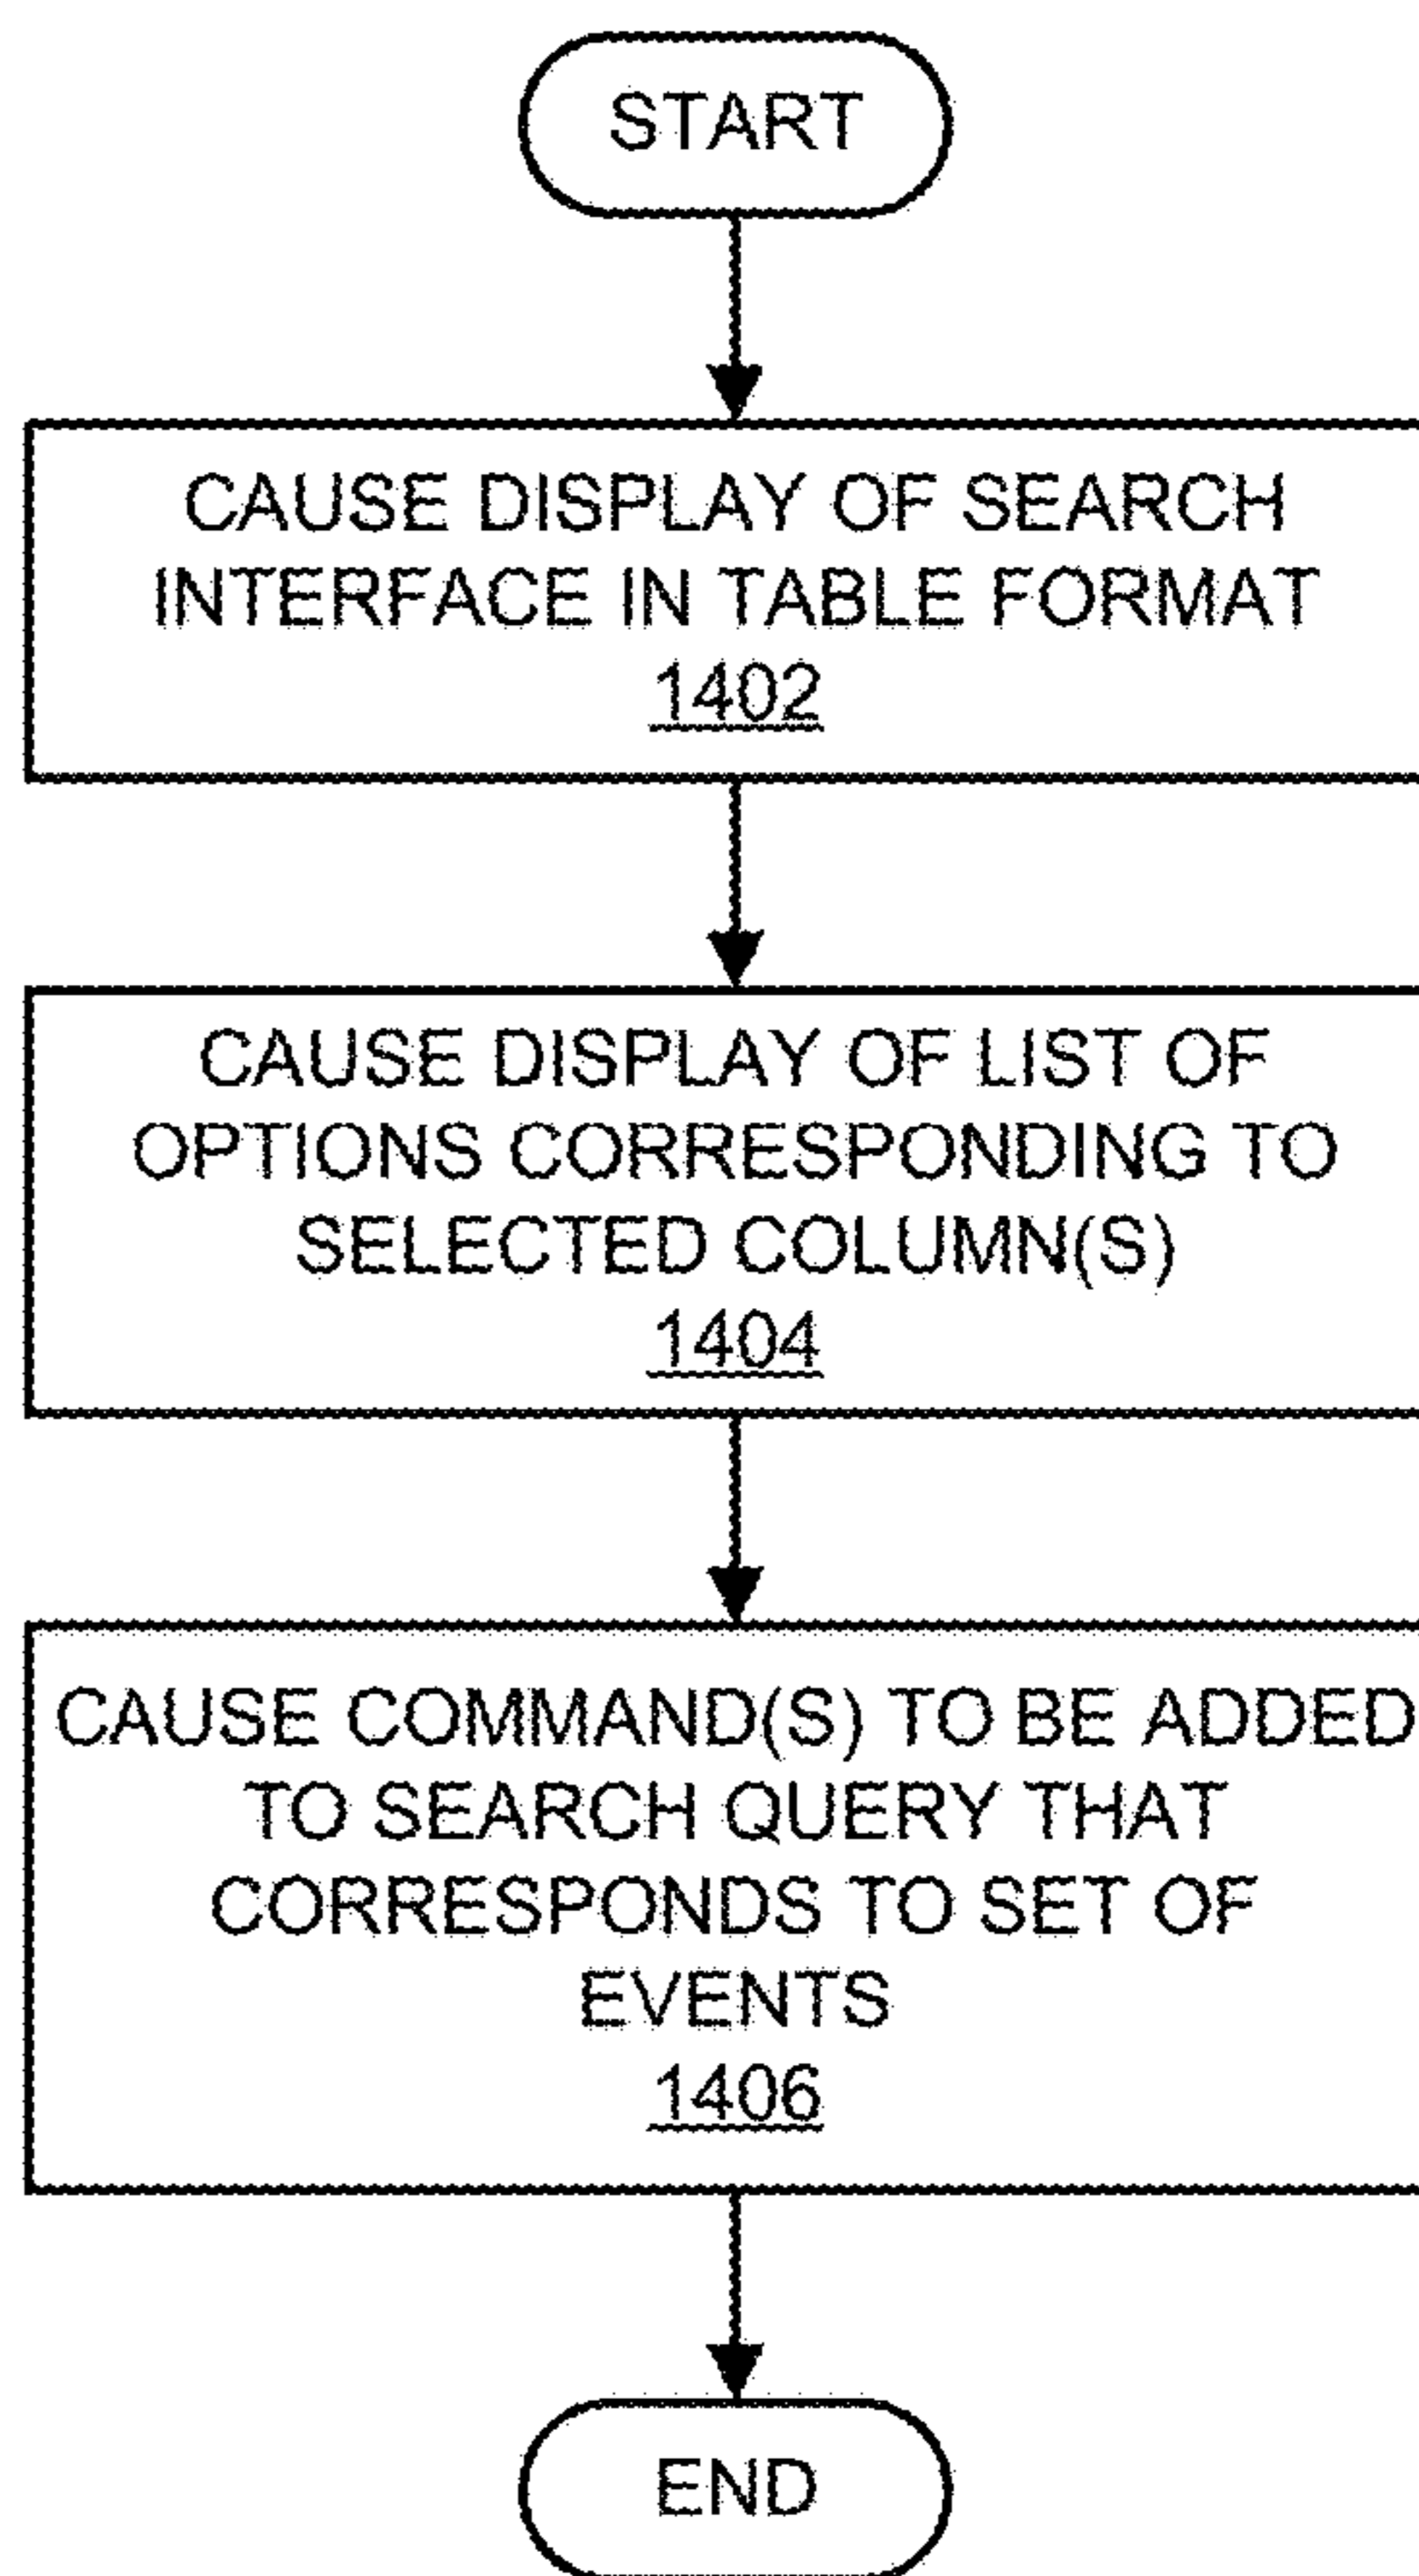 START
CAUSE DISPLAY OF SEARCH
INTERFACE IN TABLE FORMAT
1402
CAUSE DISPLAY OF LIST OF
OPTIONS CORRESPONDING TO
SELECTED COLUMN(S)
1404
CAUSE COMMAND(S) TO BE ADDED
TO SEARCH QUERY THAT
CORRESPONDS TO SET OF
EVENTS
1406
END